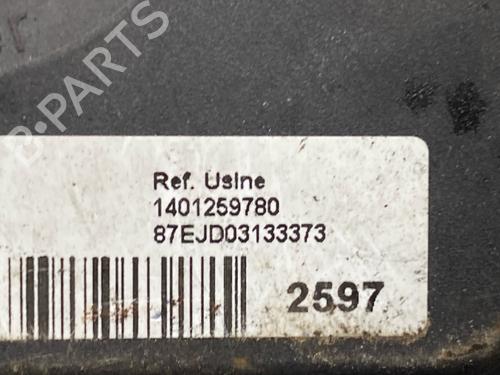 B-PARTS
Ref. Usine
1401259780
87EJD03133373
2597